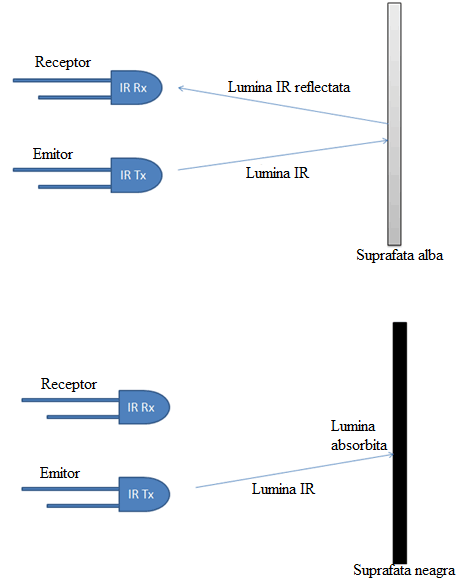 Receptor
IR Rx
Lumina IR reflectata
Emitor
IR Tx
Lumina IR
Suprafata alba
Receptor
IR Rx
Lumina
absorbita
Emitor
IR Tx
Lumina IR
Suprafata neagra